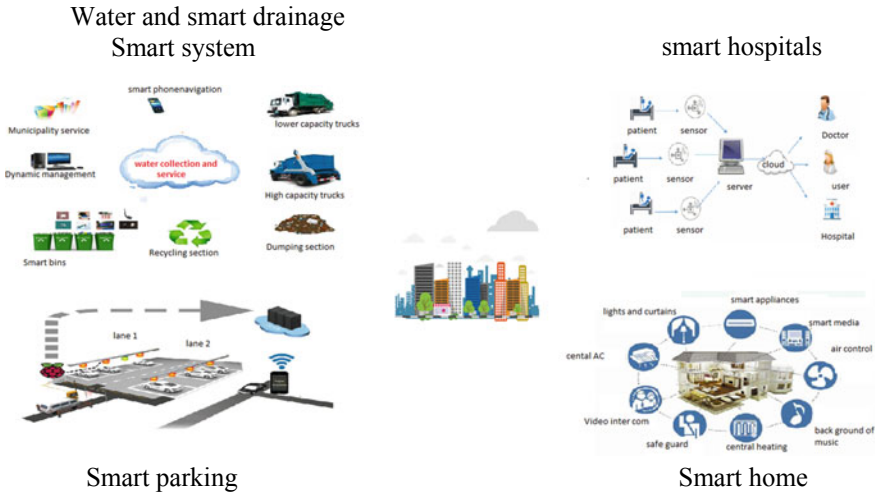 Water and smart drainage
Smart system
smart phonenavigation
Municipality service
lower capacity trucks
water collection and
service
Dynamic management
High capacity trucks
Smart bins
Recycling section
Dumping section
smart hospitals
patient
sensor
Doctor
patient
sensor
server
cloud
user
patient
sensor
Hospital
lane 1
lane 2
Smart parking
smart appliances
lights and curtains
smart media
air control
cental AC
Video inter com
safe guard
central heating
back ground of
music
Smart home